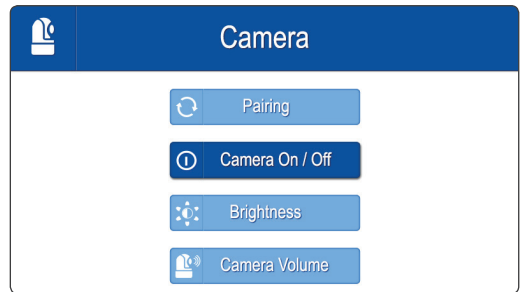 Camera
Pairing
Camera On / Off
Brightness
Camera Volume